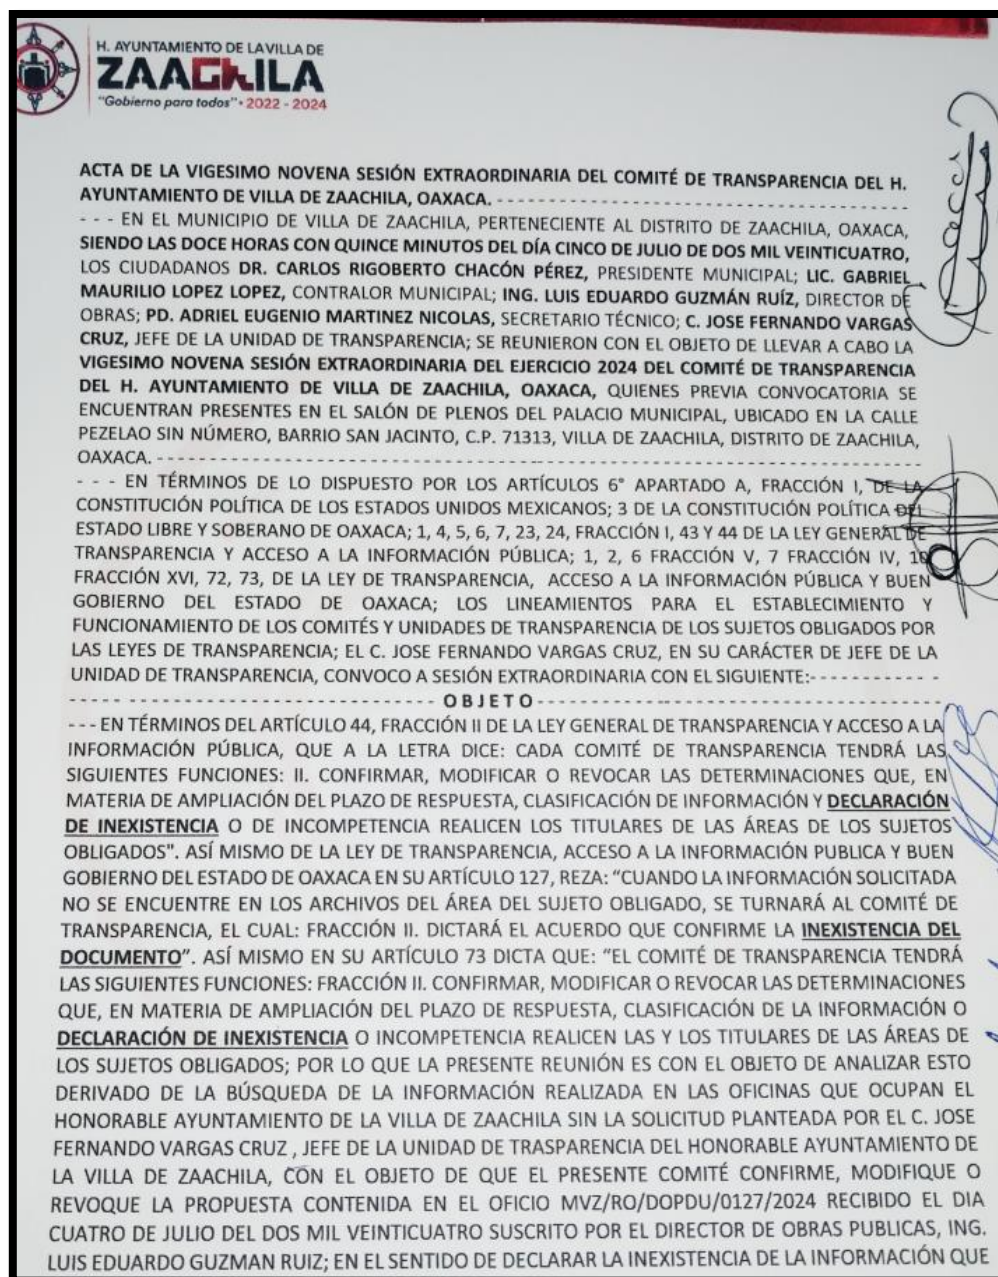 H. AYUNTAMIENTO DE LA VILLA DE
ZAACHILA
"Gobierno para todos" • 2022 - 2024
ACTA DE LA VIGESIMO NOVENA SESIÓN EXTRAORDINARIA DEL COMITÉ DE TRANSPARENCIA DEL H.
AYUNTAMIENTO DE VILLA DE ZAACHILA, OAXACA. - - - - - - - - - - - - - - - - - - - - - - - - - - - - - - - - - - - - - - - - - -
- - - EN EL MUNICIPIO DE VILLA DE ZAACHILA, PERTENECIENTE AL DISTRITO DE ZAACHILA, OAXACA,
SIENDO LAS DOCE HORAS CON QUINCE MINUTOS DEL DÍA CINCO DE JULIO DE DOS MIL VEINTICUATRO,
LOS CIUDADANOS DR. CARLOS RIGOBERTO CHACÓN PÉREZ, PRESIDENTE MUNICIPAL; LIC. GABRIEL
MAURILIO LOPEZ LOPEZ, CONTRALOR MUNICIPAL; ING. LUIS EDUARDO GUZMÁN RUÍZ, DIRECTOR DE
OBRAS; PD. ADRIEL EUGENIO MARTINEZ NICOLAS, SECRETARIO TÉCNICO; C. JOSE FERNANDO VARGAS
CRUZ, JEFE DE LA UNIDAD DE TRANSPARENCIA; SE REUNIERON CON EL OBJETO DE LLEVAR A CABO LA
VIGESIMO NOVENA SESIÓN EXTRAORDINARIA DEL EJERCICIO 2024 DEL COMITÉ DE TRANSPARENCIA
DEL H. AYUNTAMIENTO DE VILLA DE ZAACHILA, OAXACA, QUIENES PREVIA CONVOCATORIA SE
ENCUENTRAN PRESENTES EN EL SALÓN DE PLENOS DEL PALACIO MUNICIPAL, UBICADO EN LA CALLE
PEZELAO SIN NÚMERO, BARRIO SAN JACINTO, C.P. 71313, VILLA DE ZAACHILA, DISTRITO DE ZAACHILA,
OAXACA. - - - - - - - - - - - - - - - - - - - - - - - - - - - - - - - - - - - - - - - - - - - - - - - - - - - - - - - - - - - - - - - -
- - - EN TÉRMINOS DE LO DISPUESTO POR LOS ARTÍCULOS 6° APARTADO A, FRACCIÓN I, DE LA
CONSTITUCIÓN POLÍTICA DE LOS ESTADOS UNIDOS MEXICANOS; 3 DE LA CONSTITUCIÓN POLÍTICA DEL
ESTADO LIBRE Y SOBERANO DE OAXACA; 1, 4, 5, 6, 7, 23, 24, FRACCIÓN I, 43 Y 44 DE LA LEY GENERAL DE
TRANSPARENCIA Y ACCESO A LA INFORMACIÓN PÚBLICA; 1, 2, 6 FRACCIÓN V, 7 FRACCIÓN IV, 10
FRACCIÓN XVI, 72, 73, DE LA LEY DE TRANSPARENCIA, ACCESO A LA INFORMACIÓN PÚBLICA Y BUEN
GOBIERNO DEL ESTADO DE OAXACA; LOS LINEAMIENTOS PARA EL ESTABLECIMIENTO Y
FUNCIONAMIENTO DE LOS COMITÉS Y UNIDADES DE TRANSPARENCIA DE LOS SUJETOS OBLIGADOS POR
LAS LEYES DE TRANSPARENCIA; EL C. JOSE FERNANDO VARGAS CRUZ, EN SU CARÁCTER DE JEFE DE LA
UNIDAD DE TRANSPARENCIA, CONVOCO A SESIÓN EXTRAORDINARIA CON EL SIGUIENTE:- - - - - - - - - - -
- - - - - - - - - - - - - - - - - - - - - - - - - - - - - - O B J E T O - - - - - - - - - - - - - - - - - - - - - - - - - - - - - - - - -
- - - EN TÉRMINOS DEL ARTÍCULO 44, FRACCIÓN II DE LA LEY GENERAL DE TRANSPARENCIA Y ACCESO A LA
INFORMACIÓN PÚBLICA, QUE A LA LETRA DICE: CADA COMITÉ DE TRANSPARENCIA TENDRÁ LAS
SIGUIENTES FUNCIONES: II. CONFIRMAR, MODIFICAR O REVOCAR LAS DETERMINACIONES QUE, EN
MATERIA DE AMPLIACIÓN DEL PLAZO DE RESPUESTA, CLASIFICACIÓN DE INFORMACIÓN Y DECLARACIÓN
DE INEXISTENCIA O DE INCOMPETENCIA REALICEN LOS TITULARES DE LAS ÁREAS DE LOS SUJETOS
OBLIGADOS". ASÍ MISMO DE LA LEY DE TRANSPARENCIA, ACCESO A LA INFORMACIÓN PUBLICA Y BUEN
GOBIERNO DEL ESTADO DE OAXACA EN SU ARTÍCULO 127, REZA: "CUANDO LA INFORMACIÓN SOLICITADA
NO SE ENCUENTRE EN LOS ARCHIVOS DEL ÁREA DEL SUJETO OBLIGADO, SE TURNARÁ AL COMITÉ DE
TRANSPARENCIA, EL CUAL: FRACCIÓN II. DICTARÁ EL ACUERDO QUE CONFIRME LA INEXISTENCIA DEL
DOCUMENTO". ASÍ MISMO EN SU ARTÍCULO 73 DICTA QUE: "EL COMITÉ DE TRANSPARENCIA TENDRÁ
LAS SIGUIENTES FUNCIONES: FRACCIÓN II. CONFIRMAR, MODIFICAR O REVOCAR LAS DETERMINACIONES
QUE, EN MATERIA DE AMPLIACIÓN DEL PLAZO DE RESPUESTA, CLASIFICACIÓN DE LA INFORMACIÓN O
DECLARACIÓN DE INEXISTENCIA O INCOMPETENCIA REALICEN LAS Y LOS TITULARES DE LAS ÁREAS DE
LOS SUJETOS OBLIGADOS; POR LO QUE LA PRESENTE REUNIÓN ES CON EL OBJETO DE ANALIZAR ESTO
DERIVADO DE LA BÚSQUEDA DE LA INFORMACIÓN REALIZADA EN LAS OFICINAS QUE OCUPAN EL
HONORABLE AYUNTAMIENTO DE LA VILLA DE ZAACHILA SIN LA SOLICITUD PLANTEADA POR EL C. JOSE
FERNANDO VARGAS CRUZ , JEFE DE LA UNIDAD DE TRASPARENCIA DEL HONORABLE AYUNTAMIENTO DE
LA VILLA DE ZAACHILA, CON EL OBJETO DE QUE EL PRESENTE COMITÉ CONFIRME, MODIFIQUE O
REVOQUE LA PROPUESTA CONTENIDA EN EL OFICIO MVZ/RO/DOPDU/0127/2024 RECIBIDO EL DIA
CUATRO DE JULIO DEL DOS MIL VEINTICUATRO SUSCRITO POR EL DIRECTOR DE OBRAS PUBLICAS, ING.
LUIS EDUARDO GUZMAN RUIZ; EN EL SENTIDO DE DECLARAR LA INEXISTENCIA DE LA INFORMACIÓN QUE